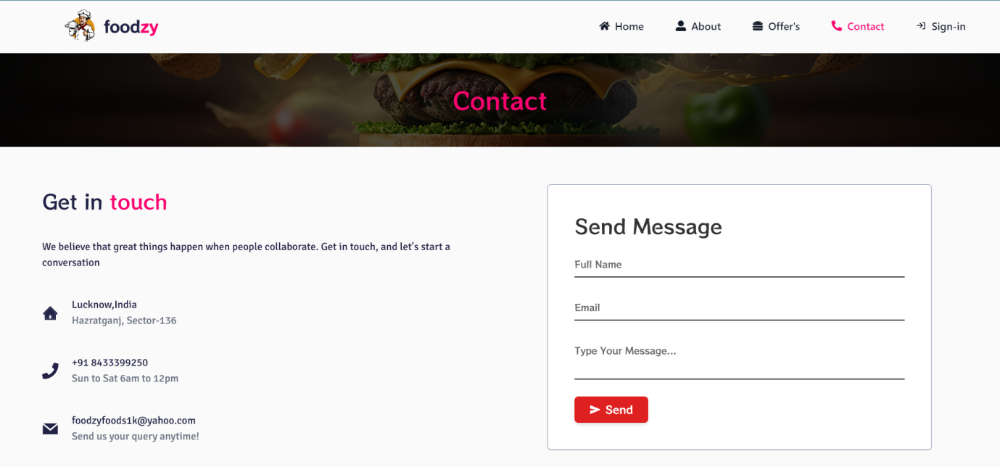 foodzy
Home
About
Offer's
Contact
Sign-in
Contact
Get in touch
We believe that great things happen when people collaborate. Get in touch, and let's start a
conversation
Lucknow,India
Hazratganj, Sector-136
+91 8433399250
Sun to Sat 6am to 12pm
foodzyfoods1k@yahoo.com
Send us your query anytime!
Send Message
Full Name
Email
Type Your Message...
Send